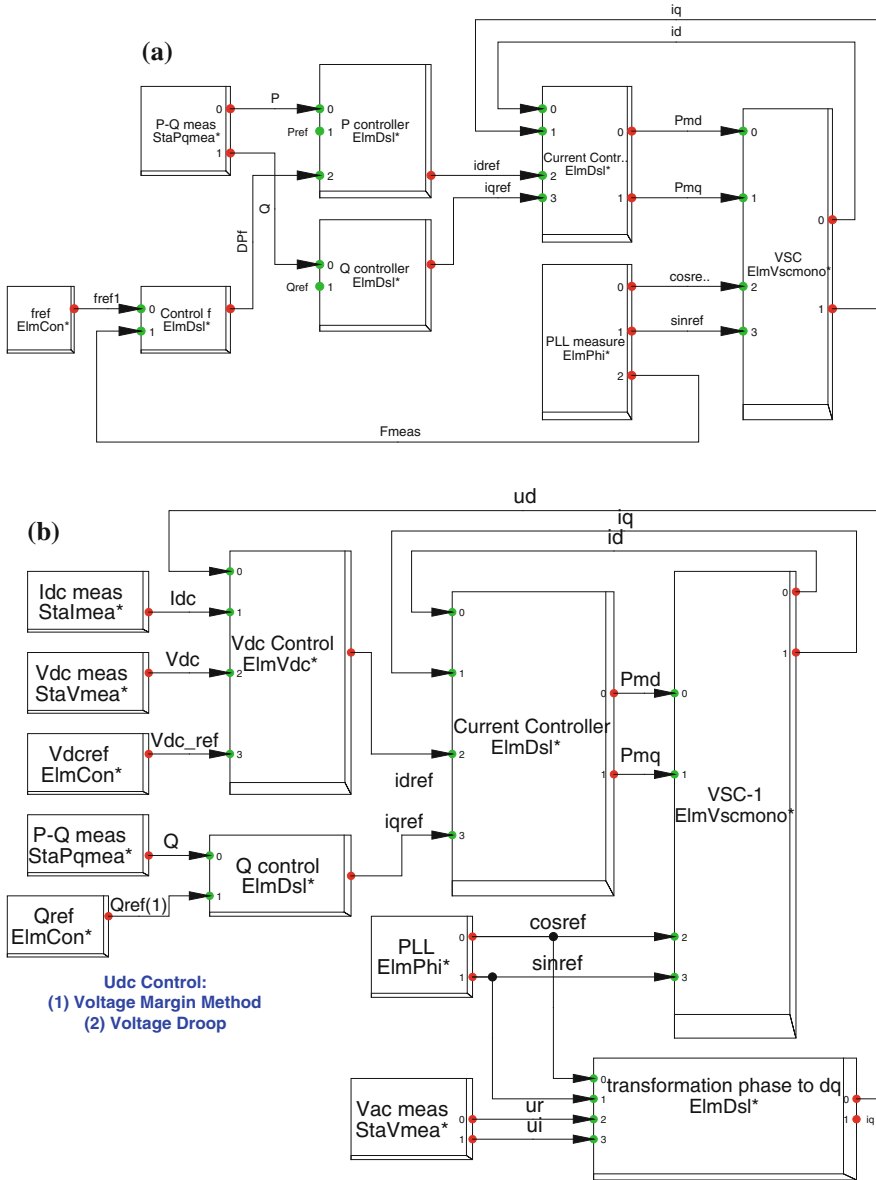 (a)
iq
id
P-Q meas
StaPqmea*
0
1
P
Pref
0
1
2
P controller
ElmDsl*
Q
DPf
idref
iqref
0
1
2
3
Current Contr..
ElmDsl*
0
1
Pmd
Pmq
0
1
2
3
VSC
ElmVscmono*
0
1
fref
ElmCon*
fref1
0
1
Control f
ElmDsl*
Qref
0
1
Q controller
ElmDsl*
PLL measure
ElmPhi*
0
1
2
cosre..
sinref
Fmeas
(b)
ud
iq
id
Idc meas
StaImea*
Idc
Vdc meas
StaVmea*
Vdc
Vdcref
ElmCon*
Vdc_ref
0
1
2
3
Vdc Control
ElmVdc*
idref
iqref
0
1
2
3
Current Controller
ElmDsl*
0
1
Pmd
Pmq
0
1
2
3
VSC-1
ElmVscmono*
0
1
P-Q meas
StaPqmea*
Q
Qref
ElmCon*
Qref(1)
0
1
Q control
ElmDsl*
PLL
ElmPhi*
0
1
cosref
sinref
Udc Control:
(1) Voltage Margin Method
(2) Voltage Droop
Vac meas
StaVmea*
0
1
ur
ui
0
1
2
3
transformation phase to dq
ElmDsl*
0
1
iq